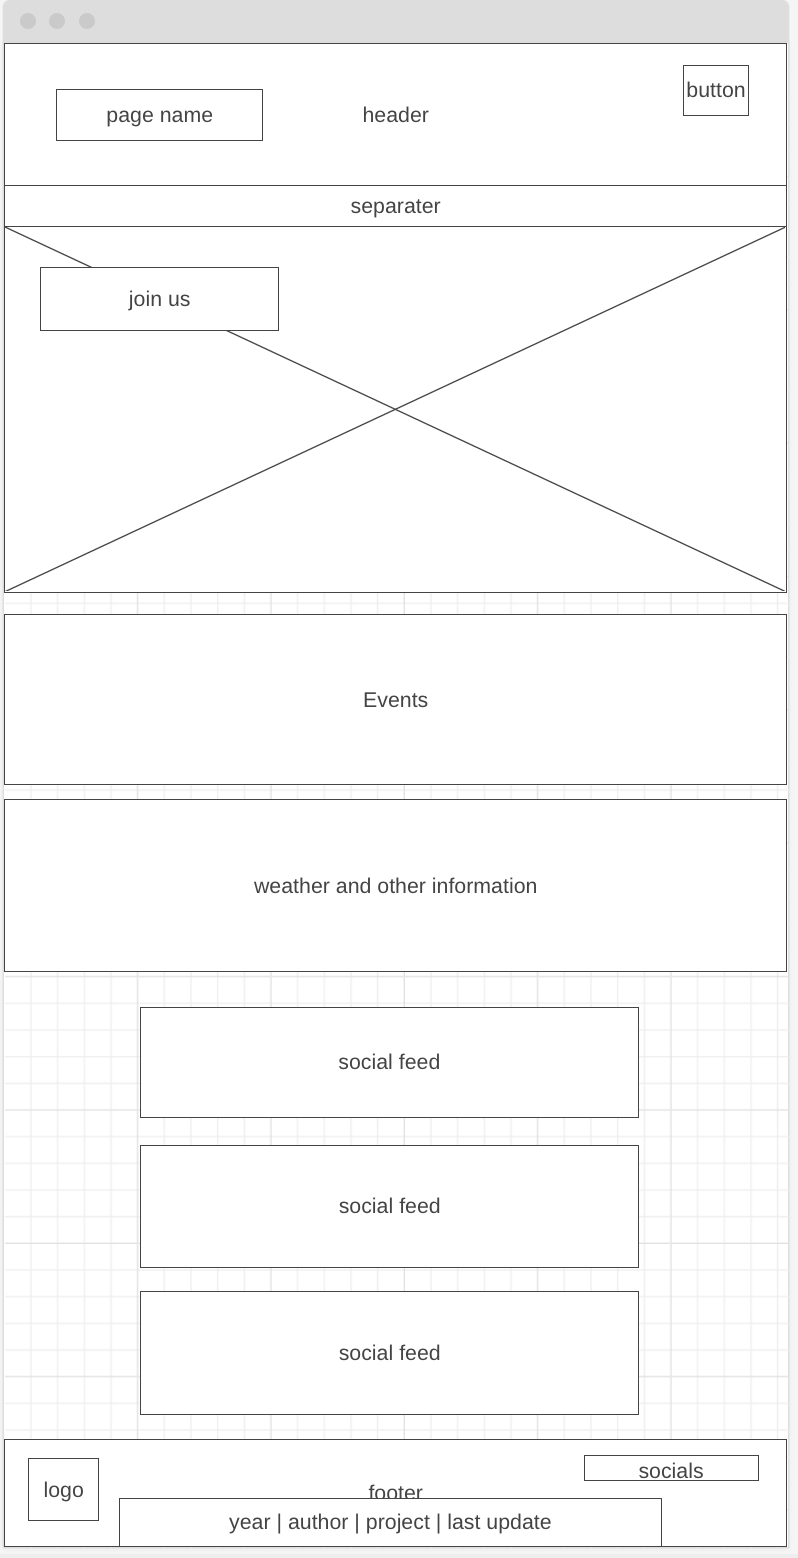 page name
header
button
separater
join us
Events
weather and other information
social feed
social feed
social feed
logo
footer
socials
year | author | project | last update